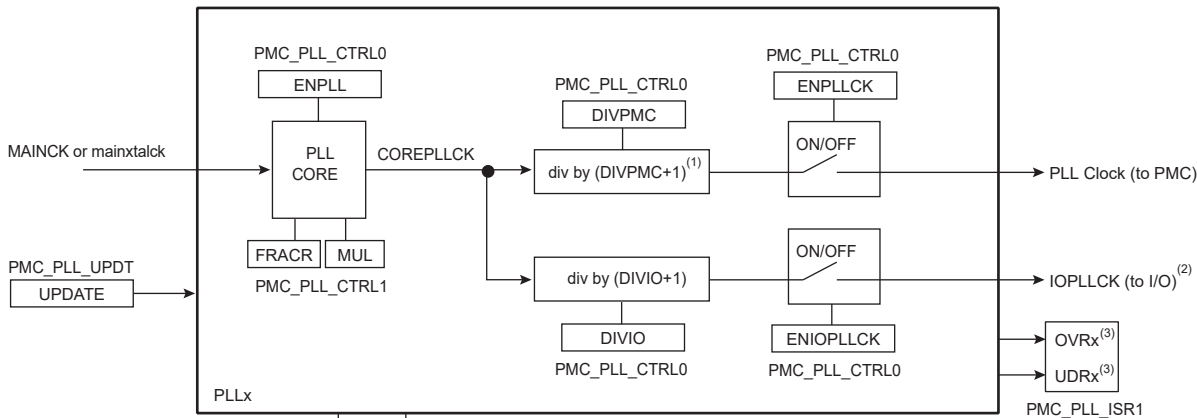 PMC_PLL_CTRL0
ENPLL
PMC_PLL_CTRL0
ENPLLCK
PMC_PLL_CTRL0
DIVPMC
MAINCK or mainxtalck
PLL
CORE
COREPLLCK
div by (DIVPMC+1)(1)
ON/OFF
PLL Clock (to PMC)
FRACR
MUL
PMC_PLL_CTRL1
PMC_PLL_UPDT
UPDATE
div by (DIVIO+1)
ON/OFF
IOPLLCK (to I/O)(2)
DIVIO
PMC_PLL_CTRL0
ENIOPLLCK
PMC_PLL_CTRL0
OVRx(3)
UDRx(3)
PMC_PLL_ISR1
PLLx